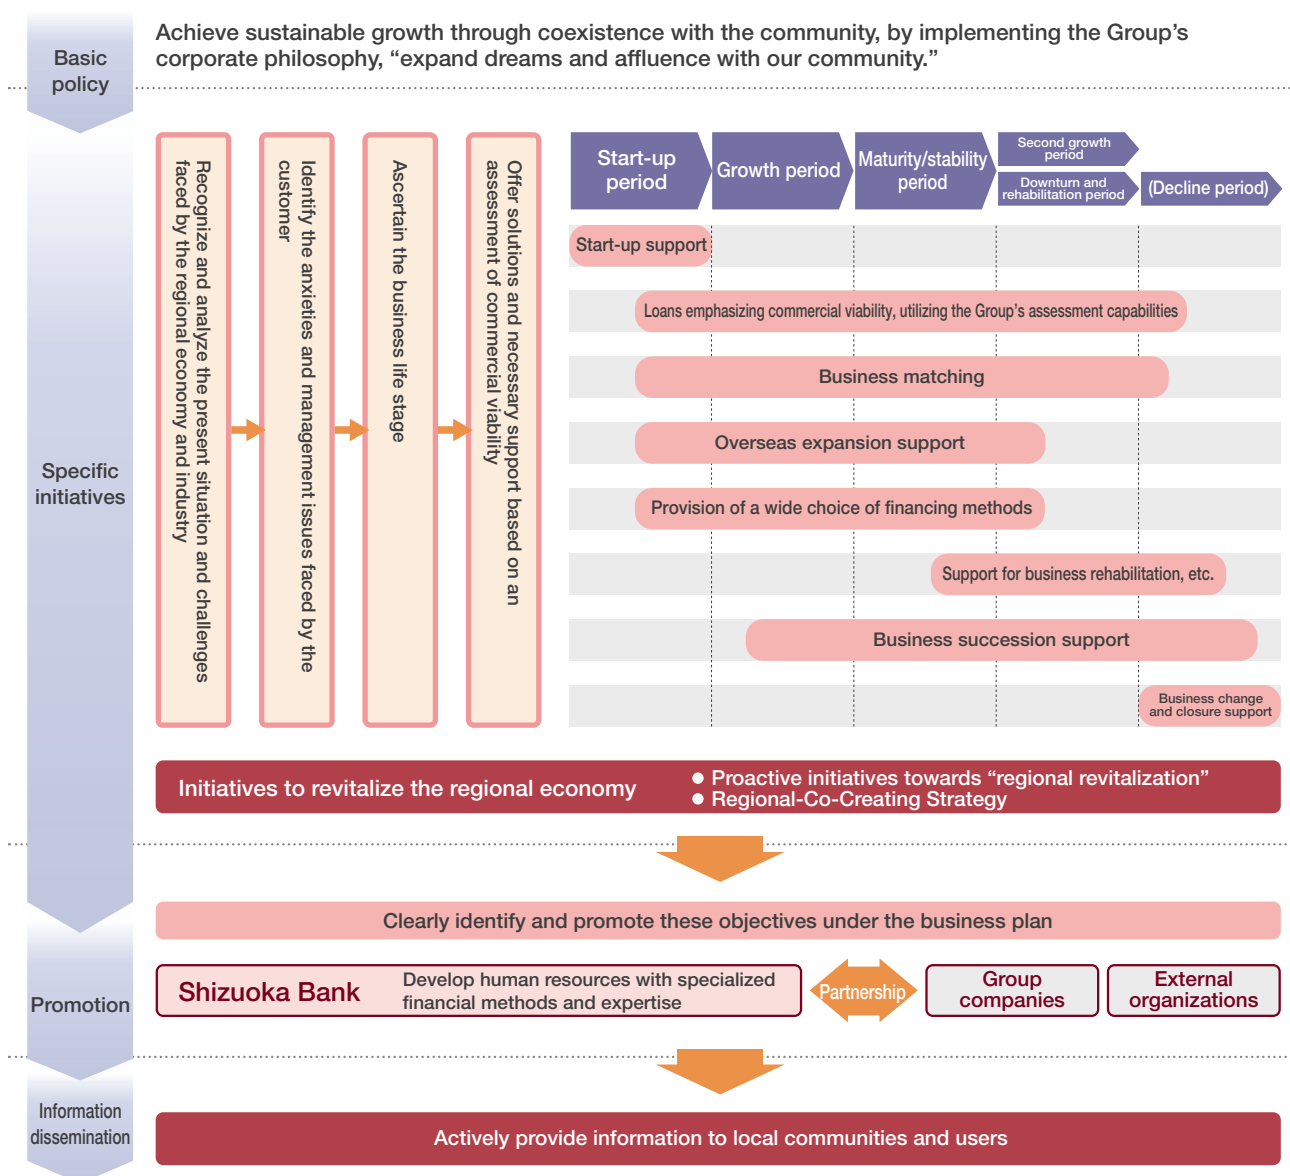 Basic
policy
Achieve sustainable growth through coexistence with the community, by implementing the Group’s
corporate philosophy, “expand dreams and affluence with our community.”
Specific
initiatives
Recognize and analyze the present situation and challenges
faced by the regional economy and industry
Identify the anxieties and management issues faced by the
customer
Ascertain the business life stage
Offer solutions and necessary support based on an
assessment of commercial viability
Start-up
period
Growth period
Maturity/stability
period
Second growth
period
Downturn and
rehabilitation period
(Decline period)
Start-up support
Loans emphasizing commercial viability, utilizing the Group’s assessment capabilities
Business matching
Overseas expansion support
Provision of a wide choice of financing methods
Support for business rehabilitation, etc.
Business succession support
Business change
and closure support
Initiatives to revitalize the regional economy
● Proactive initiatives towards “regional revitalization”
● Regional-Co-Creating Strategy
Promotion
Clearly identify and promote these objectives under the business plan
Shizuoka Bank
Develop human resources with specialized
financial methods and expertise
Partnership
Group
companies
External
organizations
Information
dissemination
Actively provide information to local communities and users